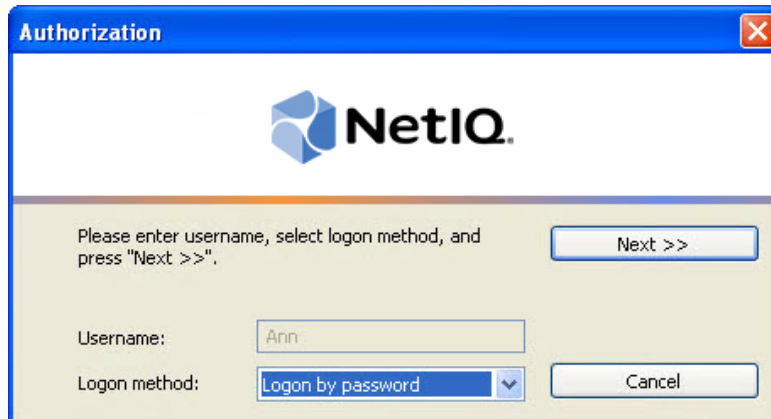 Authorization
NetIQ.
Please enter username, select logon method, and
press "Next >>".
Next >>
Username:
Ann
Logon method:
Logon by password
Cancel